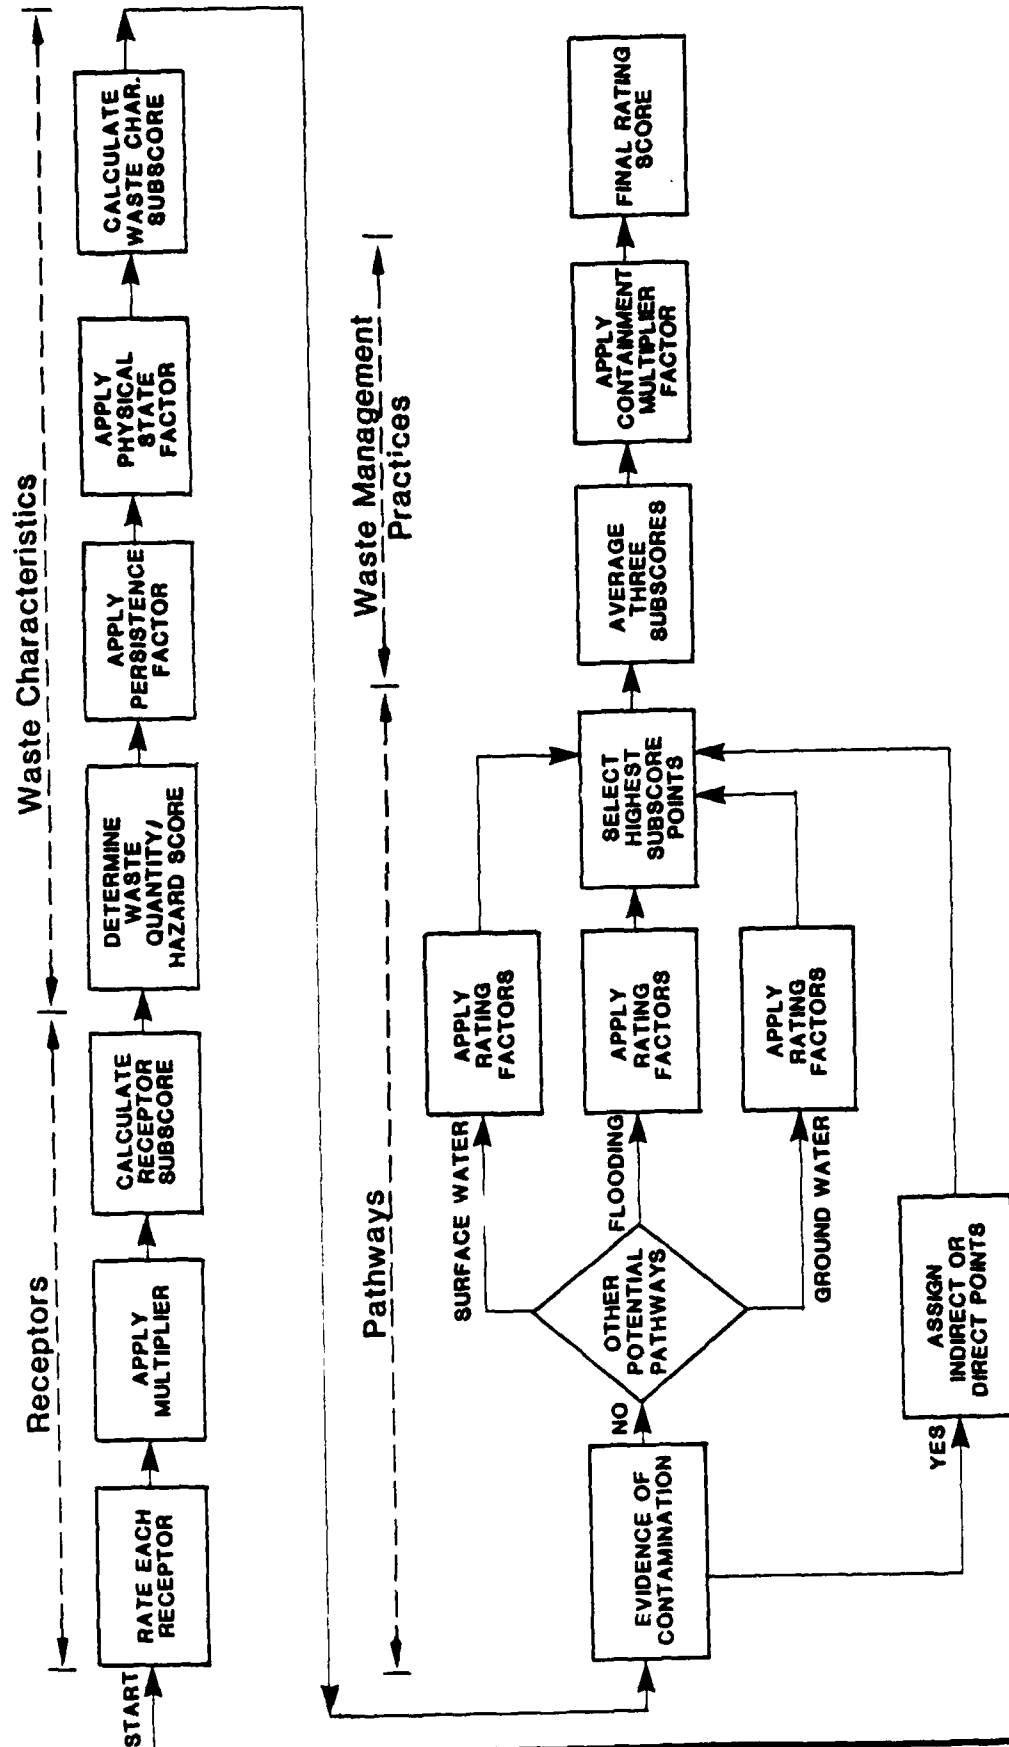 Receptors
Waste Characteristics
START
RATE EACH
RECEPTOR
APPLY
MULTIPLIER
CALCULATE
RECEPTOR
SUBSCORE
DETERMINE
WASTE
QUANTITY/
HAZARD SCORE
APPLY
PERSISTENCE
FACTOR
APPLY
PHYSICAL
STATE
FACTOR
CALCULATE
WASTE CHAR.
SUBSCORE
Pathways
Waste Management
Practices
EVIDENCE OF
CONTAMINATION
NO
YES
OTHER
POTENTIAL
PATHWAYS
SURFACE WATER
FLOODING
GROUND WATER
APPLY
RATING
FACTORS
APPLY
RATING
FACTORS
APPLY
RATING
FACTORS
ASSIGN
INDIRECT OR
DIRECT POINTS
SELECT
HIGHEST
SUBSCORE
POINTS
AVERAGE
THREE
SUBSCORES
APPLY
CONTAINMENT
MULTIPLIER
FACTOR
FINAL RATING
SCORE